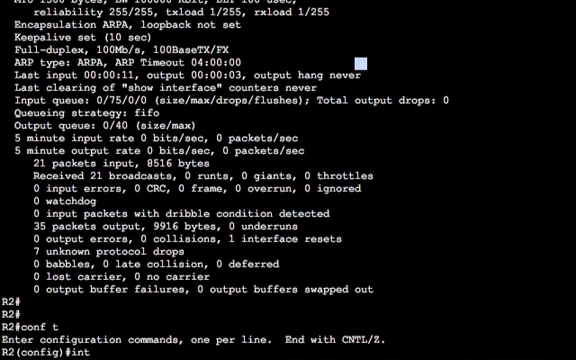 reliability 255/255, txload 1/255, rxload 1/255
Encapsulation ARPA, loopback not set
Keepalive set (10 sec)
Full-duplex, 100Mb/s, 100BaseTX/FX
ARP type: ARPA, ARP Timeout 04:00:00
Last input 00:00:11, output 00:00:03, output hang never
Last clearing of "show interface" counters never
Input queue: 0/75/0/0 (size/max/drops/flushes); Total output drops: 0
Queueing strategy: fifo
Output queue: 0/40 (size/max)
5 minute input rate 0 bits/sec, 0 packets/sec
5 minute output rate 0 bits/sec, 0 packets/sec
21 packets input, 8516 bytes
Received 21 broadcasts, 0 runts, 0 giants, 0 throttles
0 input errors, 0 CRC, 0 frame, 0 overrun, 0 ignored
0 watchdog
0 input packets with dribble condition detected
35 packets output, 9916 bytes, 0 underruns
0 output errors, 0 collisions, 1 interface resets
7 unknown protocol drops
0 babbles, 0 late collision, 0 deferred
0 lost carrier, 0 no carrier
0 output buffer failures, 0 output buffers swapped out
R2#
R2#
R2#conf t
Enter configuration commands, one per line.  End with CNTL/Z.
R2(config)#int